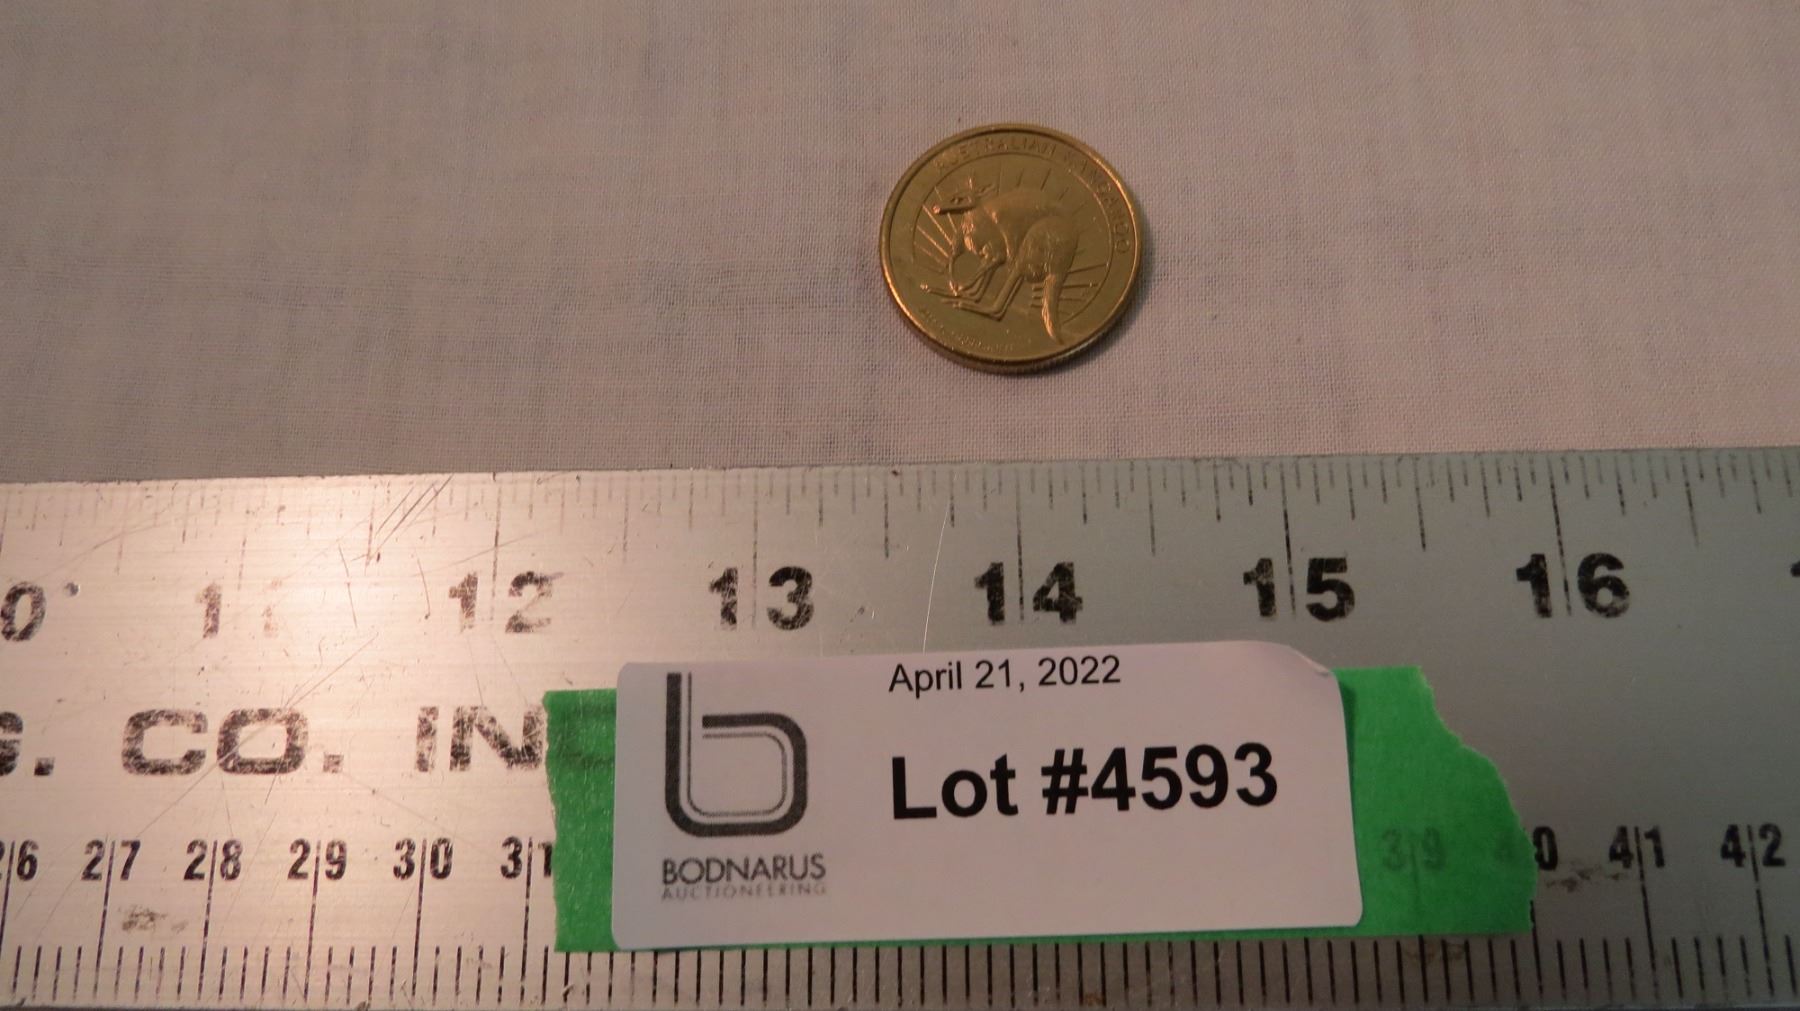 AUSTRALIAN KANGAROO
11 12 13 14 15 16
G. CO. IN
April 21, 2022
Lot #4593
BODNARUS
AUCTIONEERING
26 27 28 29 30 31 39 40 41 42